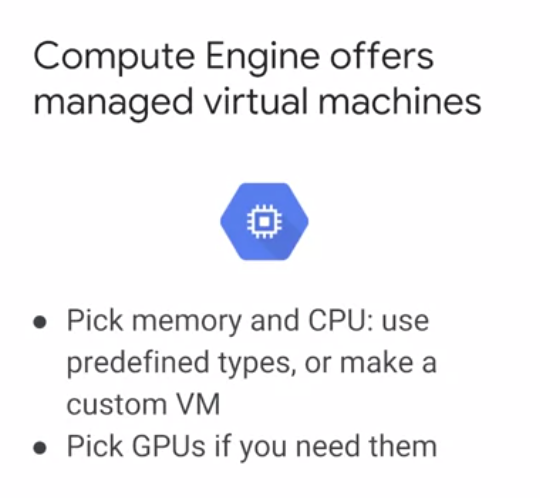 Compute Engine offers
managed virtual machines
● Pick memory and CPU: use
predefined types, or make a
custom VM
● Pick GPUs if you need them